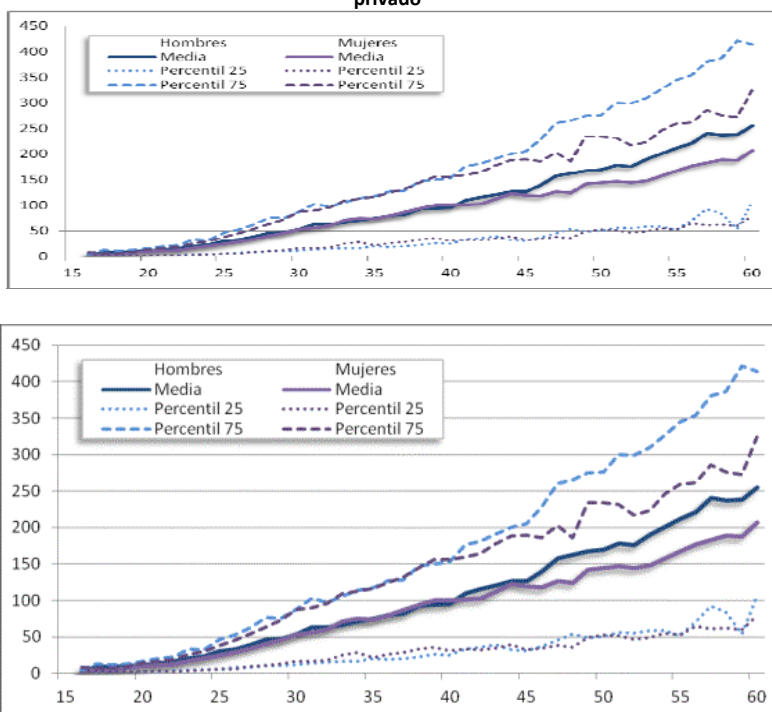 privado
450
Hombres Mujeres
400 Media Media
Percentil 25 Percentil 25
350 Percentil 75 Percentil 75
300
250
200
150
100
50
0
15 20 25 30 35 40 45 50 55 60
450
Hombres Mujeres
400 Media Media
Percentil 25 Percentil 25
350 Percentil 75 Percentil 75
300
250
200
150
100
50
0
15 20 25 30 35 40 45 50 55 60